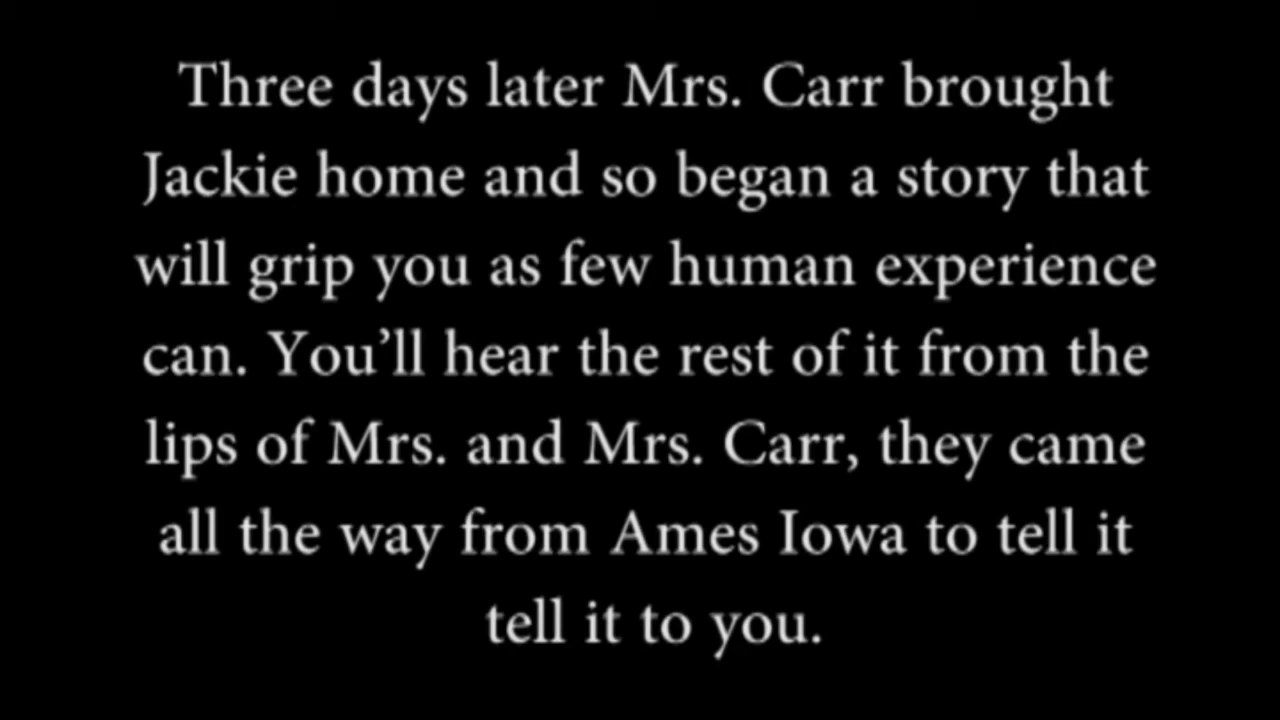 Three days later Mrs. Carr brought
Jackie home and so began a story that
will grip you as few human experience
can. You’ll hear the rest of it from the
lips of Mrs. and Mrs. Carr, they came
all the way from Ames Iowa to tell it
tell it to you.